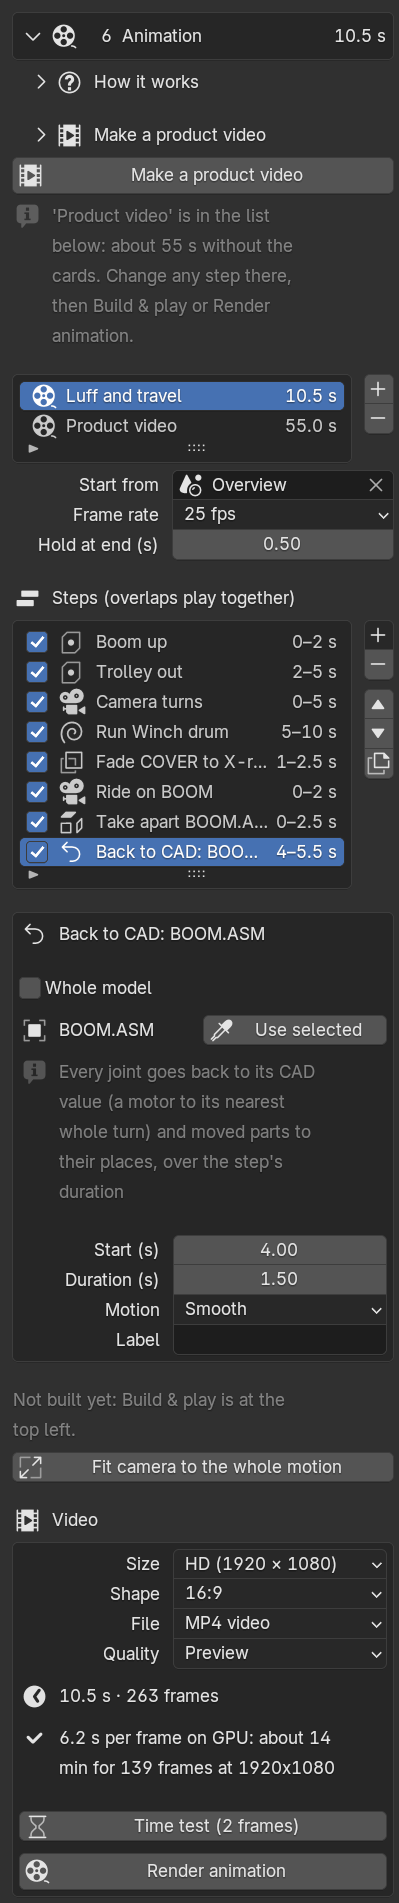 6 Animation 10.5 s
How it works
Make a product video
Make a product video
'Product video' is in the list
below: about 55 s without the
cards. Change any step there,
then Build & play or Render
animation.
Luff and travel 10.5 s
Product video 55.0 s
Start from Overview
Frame rate 25 fps
Hold at end (s) 0.50
Steps (overlaps play together)
Boom up 0–2 s
Trolley out 2–5 s
Camera turns 0–5 s
Run Winch drum 5–10 s
Fade COVER to X-r... 1–2.5 s
Ride on BOOM 0–2 s
Take apart BOOM.A... 0–2.5 s
Back to CAD: BOO... 4–5.5 s
Back to CAD: BOOM.ASM
Whole model
BOOM.ASM Use selected
Every joint goes back to its CAD
value (a motor to its nearest
whole turn) and moved parts to
their places, over the step's
duration
Start (s) 4.00
Duration (s) 1.50
Motion Smooth
Label
Not built yet: Build & play is at the
top left.
Fit camera to the whole motion
Video
Size HD (1920 × 1080)
Shape 16:9
File MP4 video
Quality Preview
10.5 s · 263 frames
6.2 s per frame on GPU: about 14
min for 139 frames at 1920x1080
Time test (2 frames)
Render animation